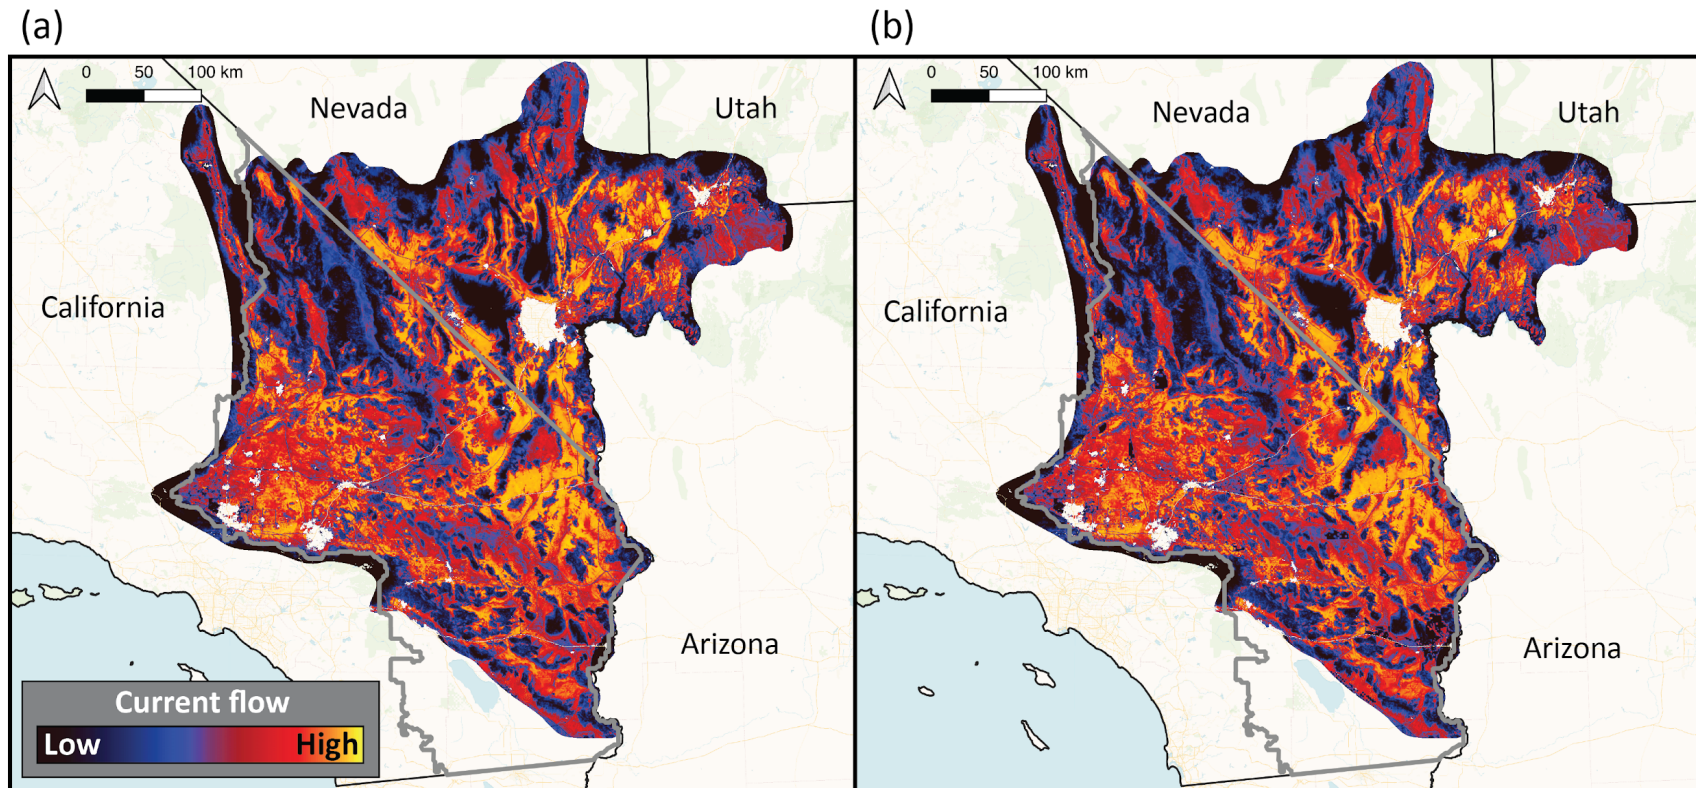 (a)
(b)
0 50 100 km
0 50 100 km
Nevada
Utah
Nevada
Utah
California
California
Arizona
Arizona
Current flow
Low High